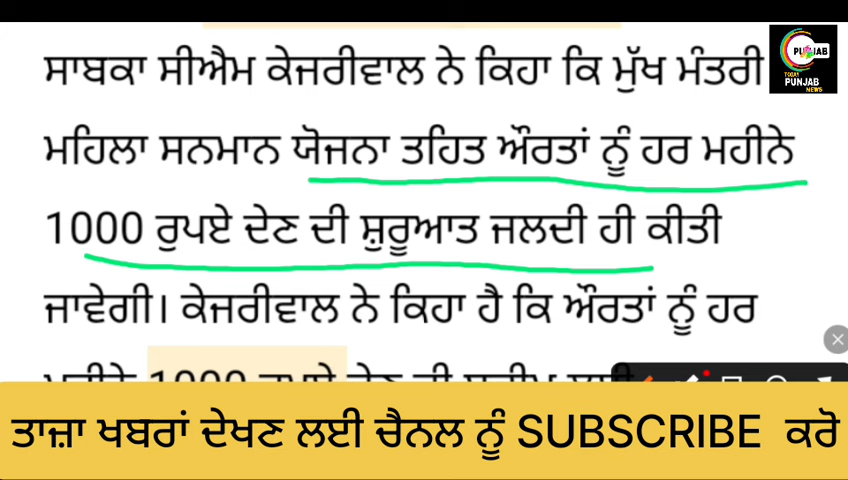 ਸਾਬਕਾ ਸੀਐਮ ਕੇਜਰੀਵਾਲ ਨੇ ਕਿਹਾ ਕਿ ਮੁੱਖ ਮੰਤਰੀ
ਮਹਿਲਾ ਸਨਮਾਨ ਯੋਜਨਾ ਤਹਿਤ ਔਰਤਾਂ ਨੂੰ ਹਰ ਮਹੀਨੇ
1000 ਰੁਪਏ ਦੇਣ ਦੀ ਸ਼ੁਰੂਆਤ ਜਲਦੀ ਹੀ ਕੀਤੀ
ਜਾਵੇਗੀ। ਕੇਜਰੀਵਾਲ ਨੇ ਕਿਹਾ ਹੈ ਕਿ ਔਰਤਾਂ ਨੂੰ ਹਰ
PUNJAB
TODAY
PUNJAB
NEWS
ਤਾਜ਼ਾ ਖਬਰਾਂ ਦੇਖਣ ਲਈ ਚੈਨਲ ਨੂੰ SUBSCRIBE ਕਰੋ